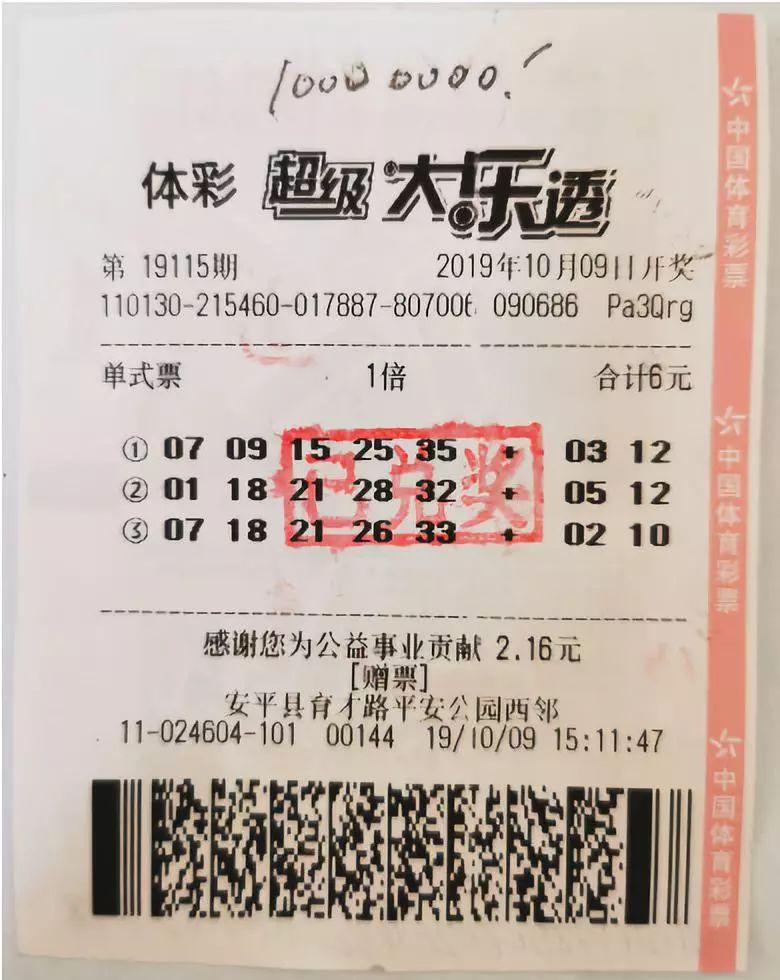 10000000.
体彩 超级大乐透
第 19115期 2019年10月09日开奖
110130-215460-017887-807006 090686 Pa3Qrg
单式票 1倍 合计6元
① 07 09 15 25 35 + 03 12
② 01 18 21 28 32 + 05 12
③ 07 18 21 26 33 + 02 10
已兑奖
感谢您为公益事业贡献 2.16元
[赠票]
安平县育才路平安公园西邻
11-024604-101 00144 19/10/09 15:11:47
中国体育彩票
中国体育彩票
中国体育彩票